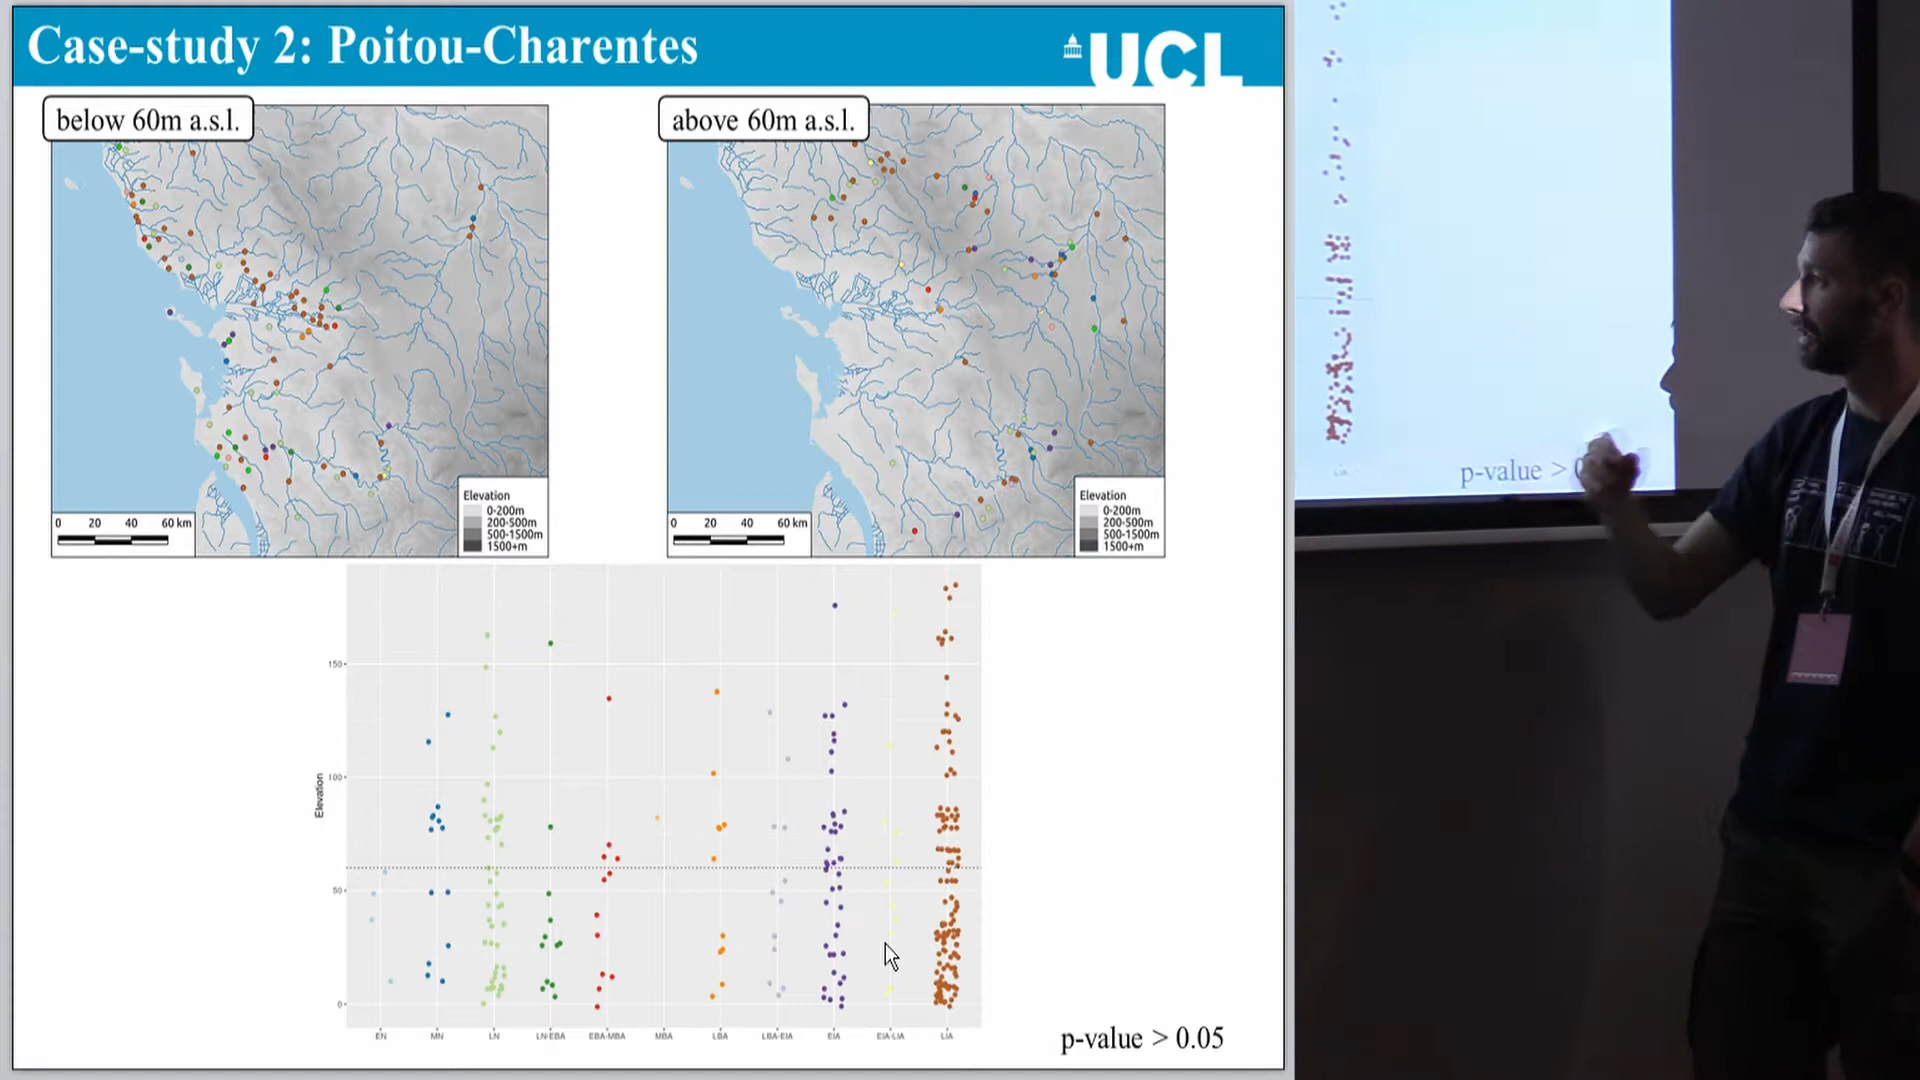 Case-study 2: Poitou-Charentes
UCL
below 60m a.s.l.
above 60m a.s.l.
Elevation
0-200m
200-500m
500-1500m
1500+m
0 20 40 60 km
Elevation
0-200m
200-500m
500-1500m
1500+m
0 20 40 60 km
Elevation
150
100
50
0
EN MN LN LN-EBA EBA-MBA MBA LBA LBA-EIA EIA EIA-LIA LIA
p-value > 0.05
p-value >